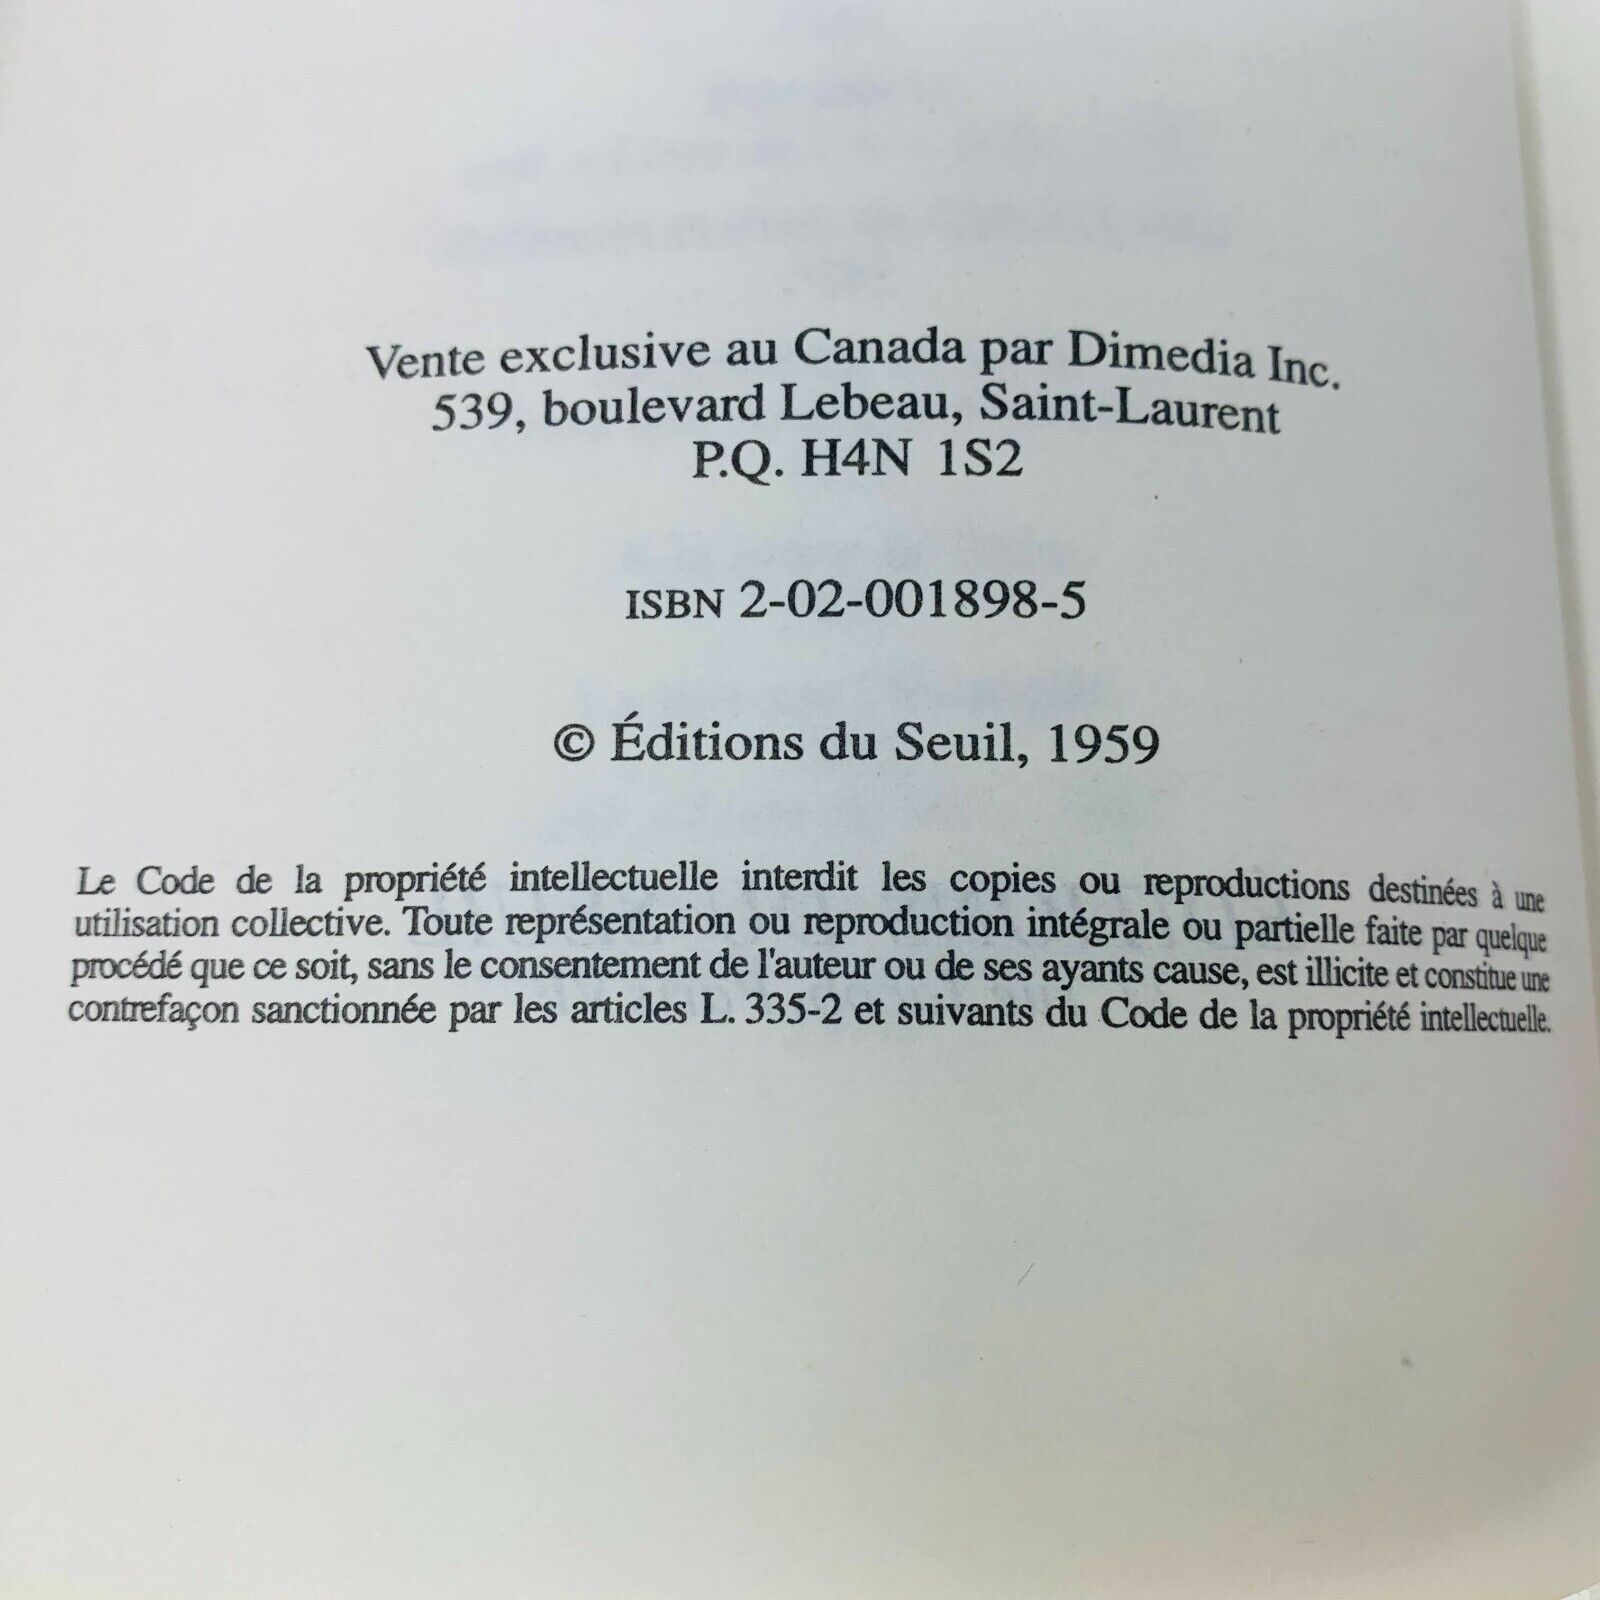 Vente exclusive au Canada par Dimedia Inc.
539, boulevard Lebeau, Saint-Laurent
P.Q. H4N 1S2
ISBN 2-02-001898-5
© Éditions du Seuil, 1959
Le Code de la propriété intellectuelle interdit les copies ou reproductions destinées à une
utilisation collective. Toute représentation ou reproduction intégrale ou partielle faite par quelque
procédé que ce soit, sans le consentement de l'auteur ou de ses ayants cause, est illicite et constitue une
contrefaçon sanctionnée par les articles L. 335-2 et suivants du Code de la propriété intellectuelle.